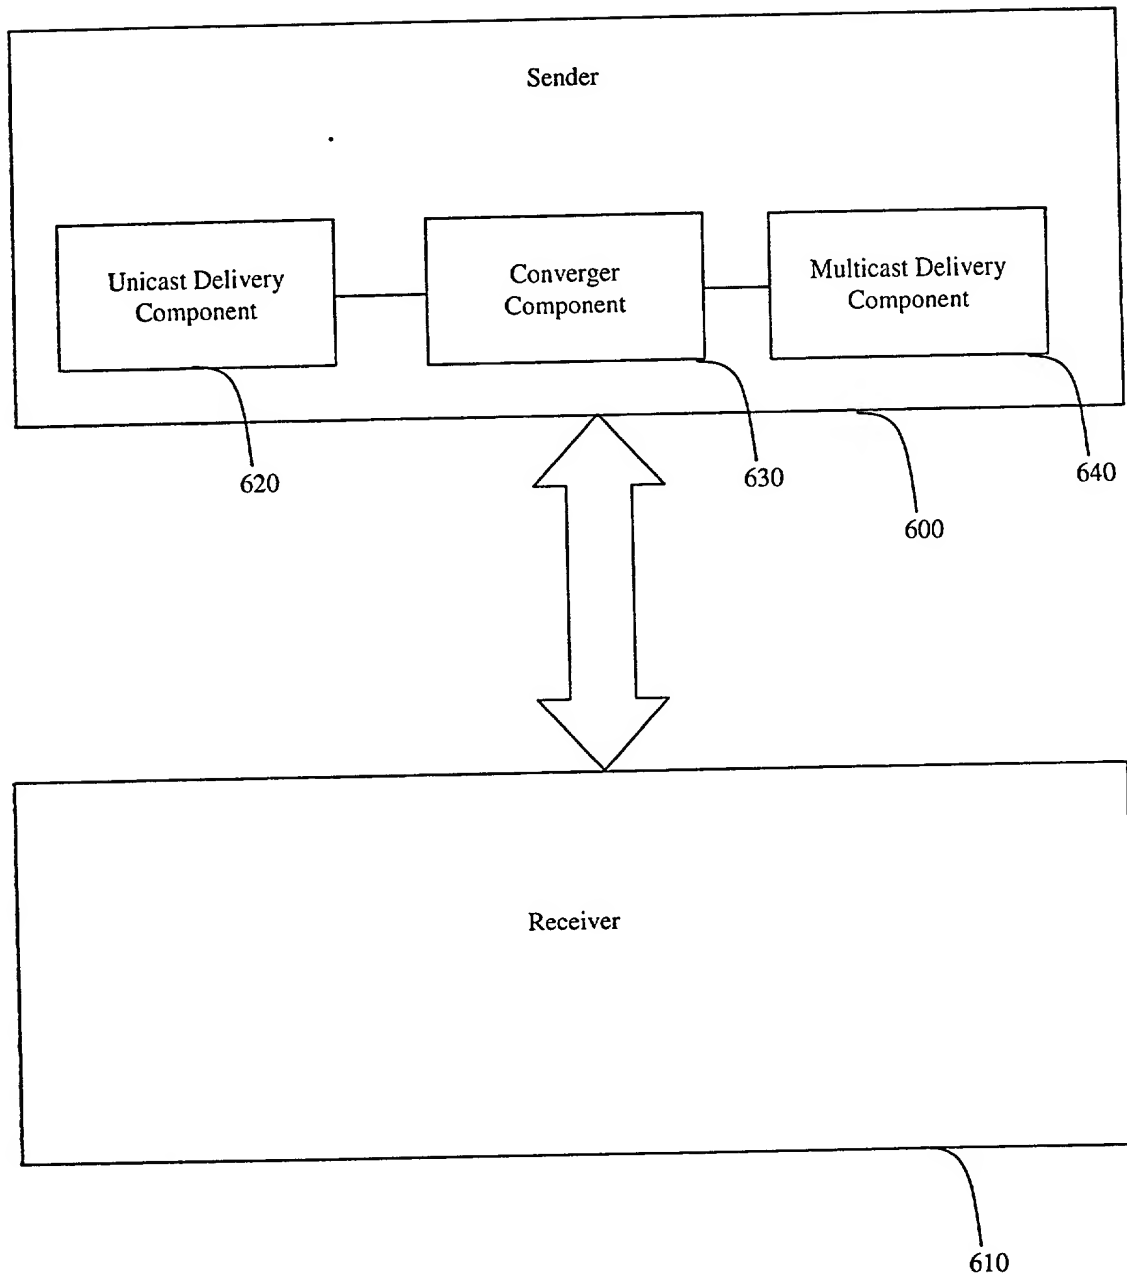 Sender
Unicast Delivery
Component
Converger
Component
Multicast Delivery
Component
620
630
640
600
Receiver
610